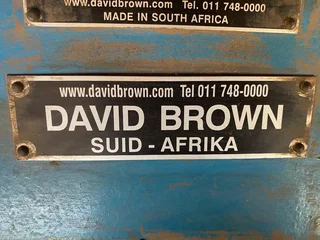 www.davidbrown.com Tel. 011 748-0000
MADE IN SOUTH AFRICA
www.davidbrown.com Tel 011 748-0000
DAVID BROWN
SUID - AFRIKA